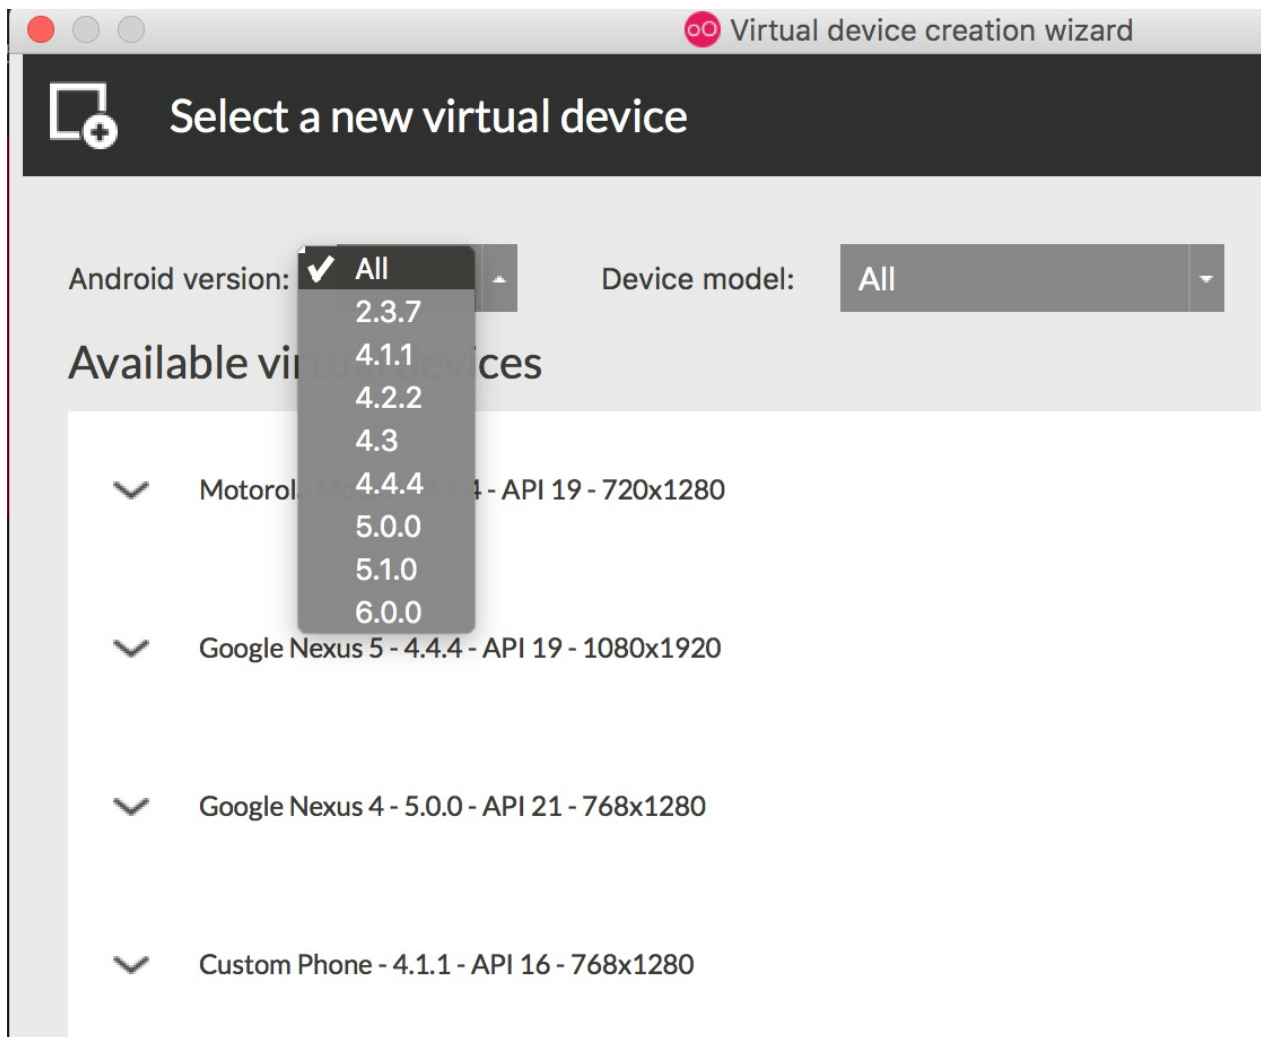 Virtual device creation wizard
Select a new virtual device
Android version: All Device model: All
2.3.7
4.1.1
4.2.2
4.3
4.4.4
5.0.0
5.1.0
6.0.0
Available vi ices
Motorol 4 - API 19 - 720x1280
Google Nexus 5 - 4.4.4 - API 19 - 1080x1920
Google Nexus 4 - 5.0.0 - API 21 - 768x1280
Custom Phone - 4.1.1 - API 16 - 768x1280